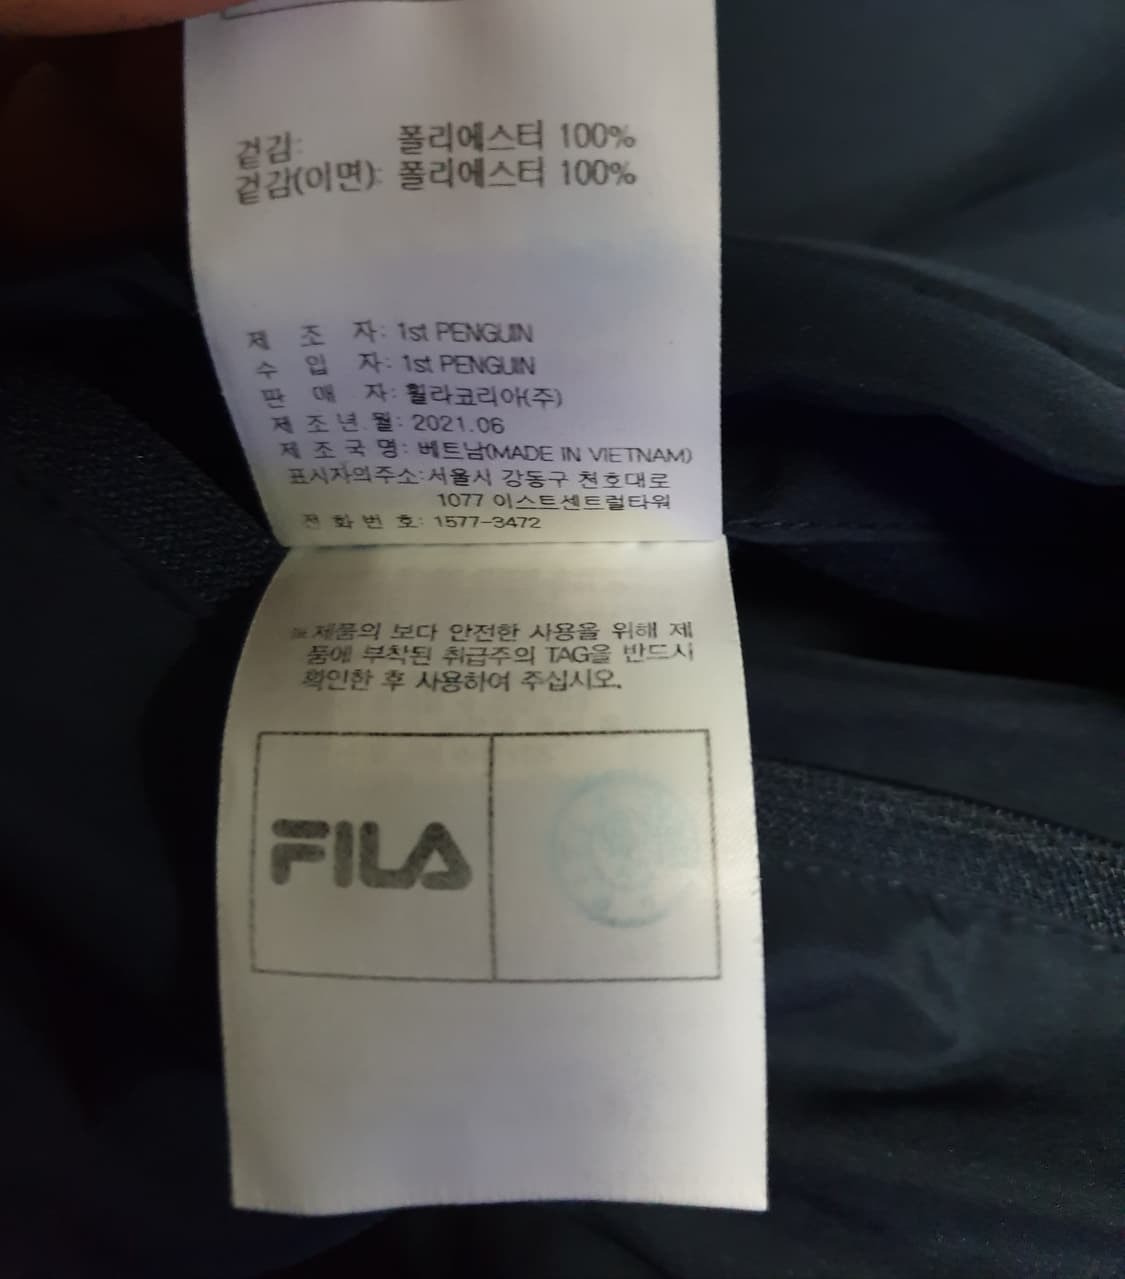 겉감: 폴리에스터 100%
겉감(이면): 폴리에스터 100%
제 조 자: 1st PENGUIN
수 입 자: 1st PENGUIN
판 매 자: 휠라코리아(주)
제 조 년 월: 2021.06
제 조 국 명: 베트남(MADE IN VIETNAM)
표시자의주소: 서울시 강동구 천호대로
1077 이스트센트럴타워
전 화 번 호: 1577-3472
※제품의 보다 안전한 사용을 위해 제
품에 부착된 취급주의 TAG을 반드시
확인한 후 사용하여 주십시오.
FILA